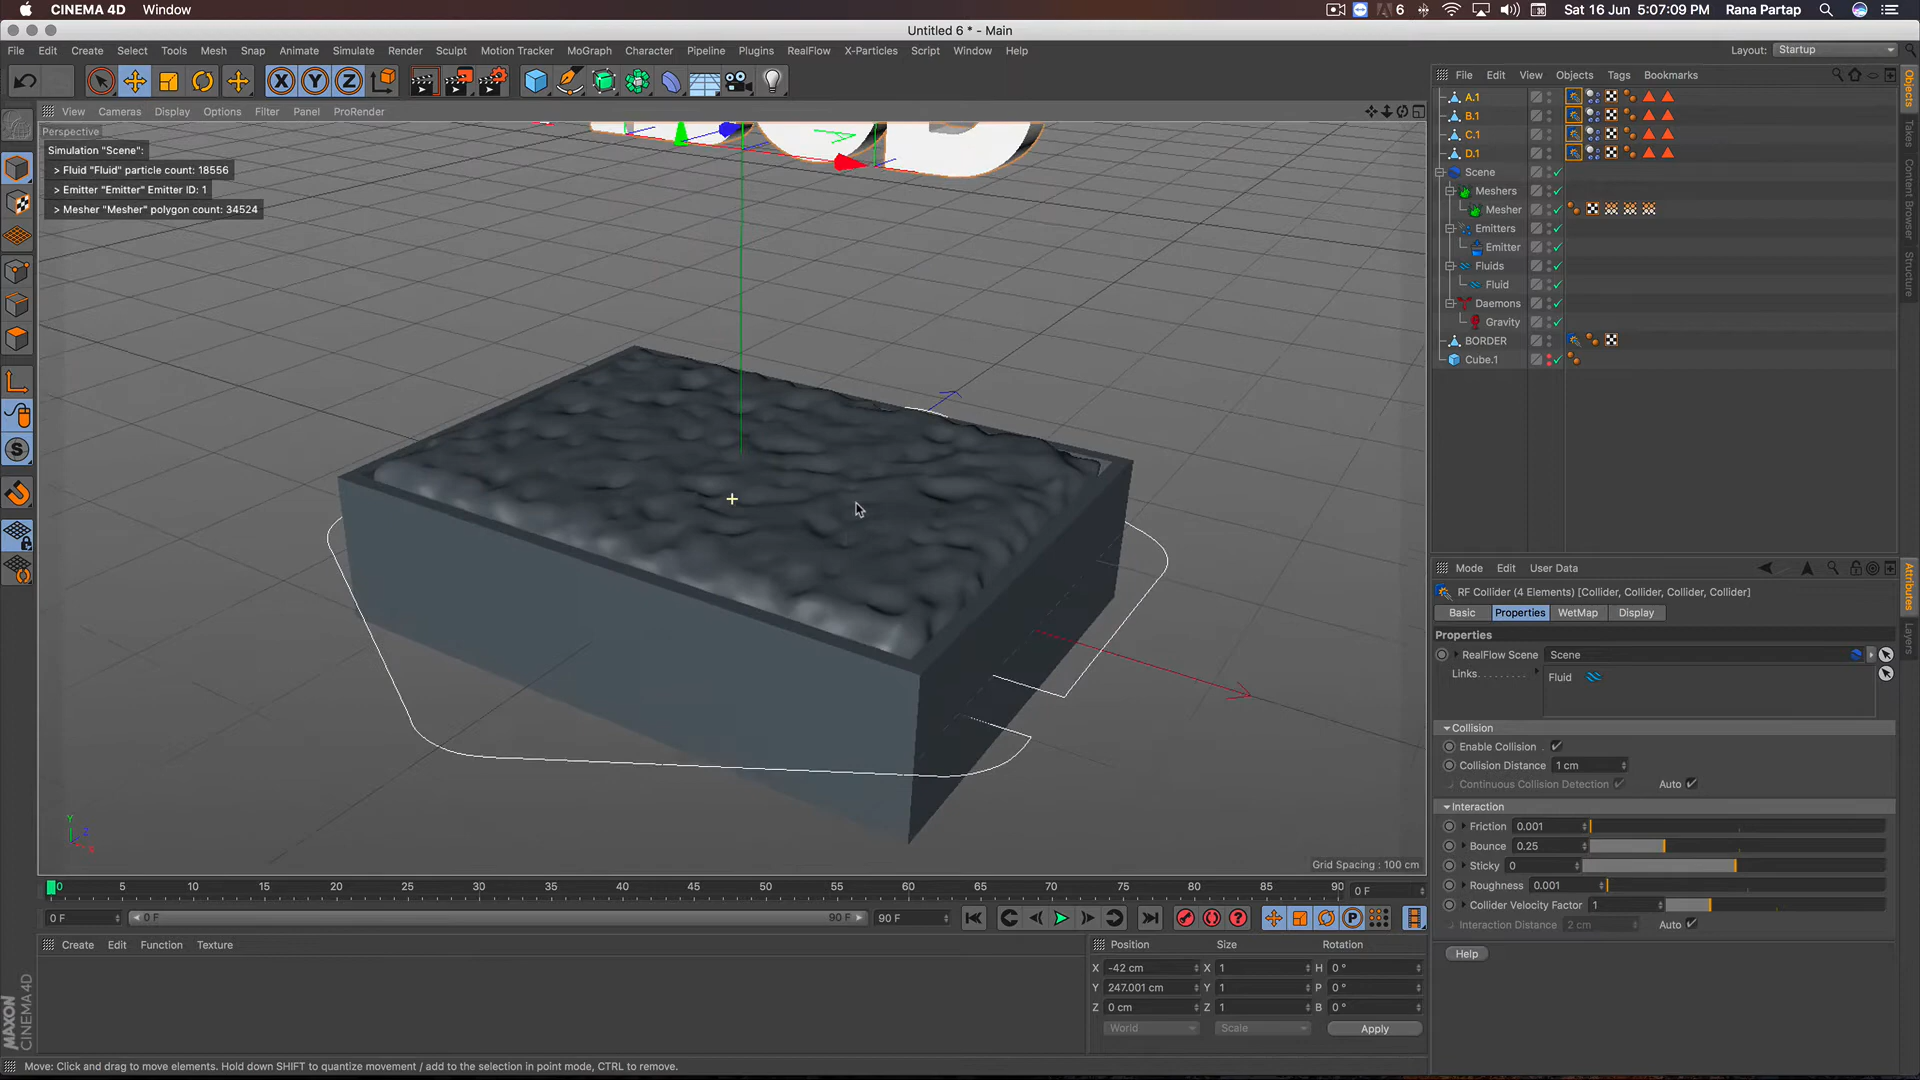 CINEMA 4D Window 6 Sat 16 Jun 5:07:09 PM Rana Partap
Untitled 6 * - Main
File Edit Create Select Tools Mesh Snap Animate Simulate Render Sculpt Motion Tracker MoGraph Character Pipeline Plugins RealFlow X-Particles Script Window Help Layout: Startup
X Y Z
View Cameras Display Options Filter Panel ProRender
Perspective
Simulation "Scene":
> Fluid "Fluid" particle count: 18556
> Emitter "Emitter" Emitter ID: 1
> Mesher "Mesher" polygon count: 34524
Grid Spacing : 100 cm
0 5 10 15 20 25 30 35 40 45 50 55 60 65 70 75 80 85 90 0 F
0 F 0 F 90 F 90 F
Create Edit Function Texture
Position Size Rotation
X -42 cm X 1 H 0 °
Y 247.001 cm Y 1 P 0 °
Z 0 cm Z 1 B 0 °
World Scale Apply
MAXON CINEMA 4D
Move: Click and drag to move elements. Hold down SHIFT to quantize movement / add to the selection in point mode, CTRL to remove.
File Edit View Objects Tags Bookmarks
A.1
B.1
C.1
D.1
Scene
Meshers
Mesher
Emitters
Emitter
Fluids
Fluid
Daemons
Gravity
BORDER
Cube.1
Objects
Takes
Content Browser
Structure
Mode Edit User Data
RF Collider (4 Elements) [Collider, Collider, Collider, Collider]
Basic Properties WetMap Display
Properties
RealFlow Scene Scene
Links Fluid
Collision
Enable Collision
Collision Distance 1 cm
Continuous Collision Detection Auto
Interaction
Friction 0.001
Bounce 0.25
Sticky 0
Roughness 0.001
Collider Velocity Factor 1
Interaction Distance 2 cm Auto
Help
Attributes
Layers